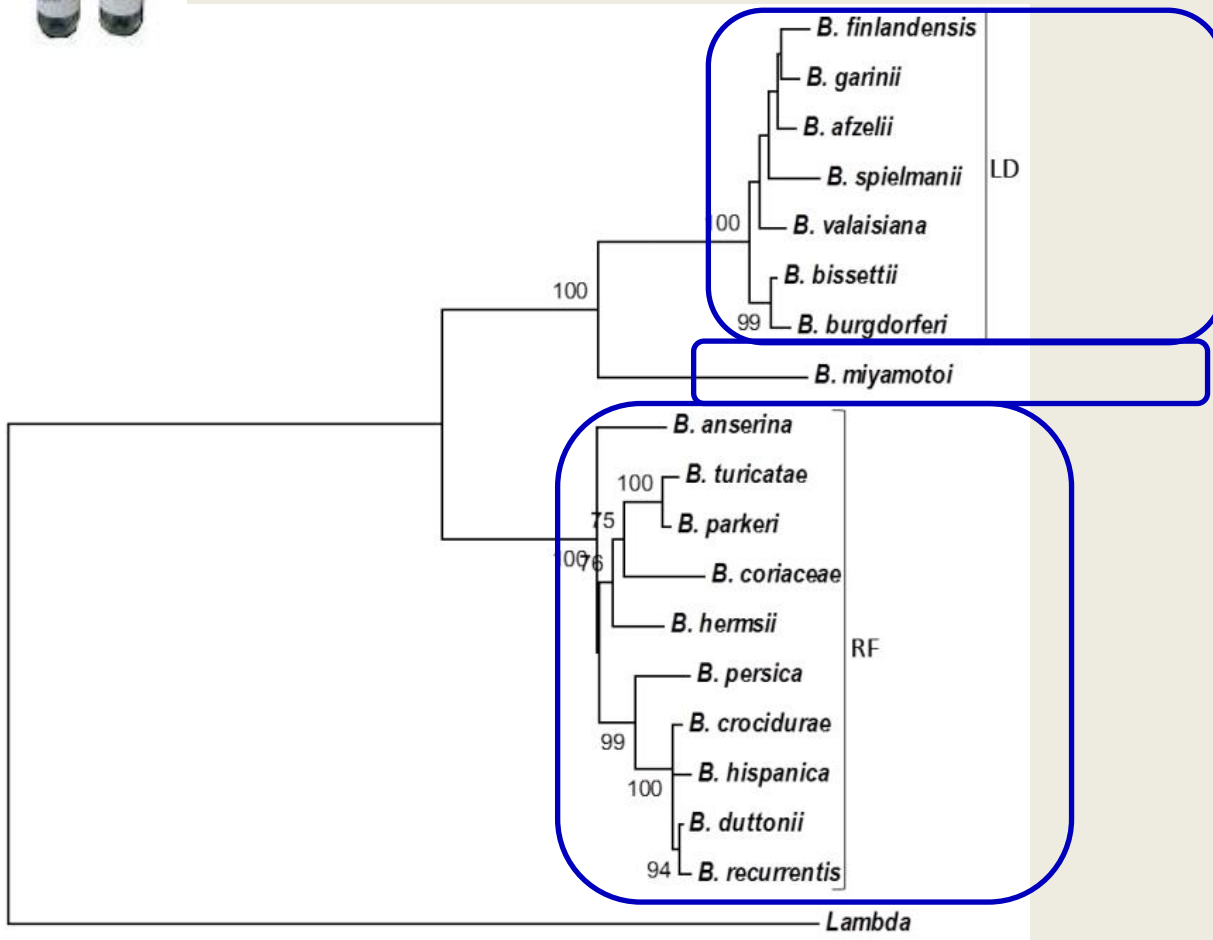 B. finlandensis
B. garinii
B. afzelii
B. spielmanii
LD
100
B. valaisiana
B. bissettii
100
99
B. burgdorferi
B. miyamotoi
B. anserina
B. turicatae
100
75
B. parkeri
100
76
B. coriaceae
B. hermsii
RF
B. persica
B. crocidurae
99
B. hispanica
100
B. duttonii
94
B. recurrentis
Lambda